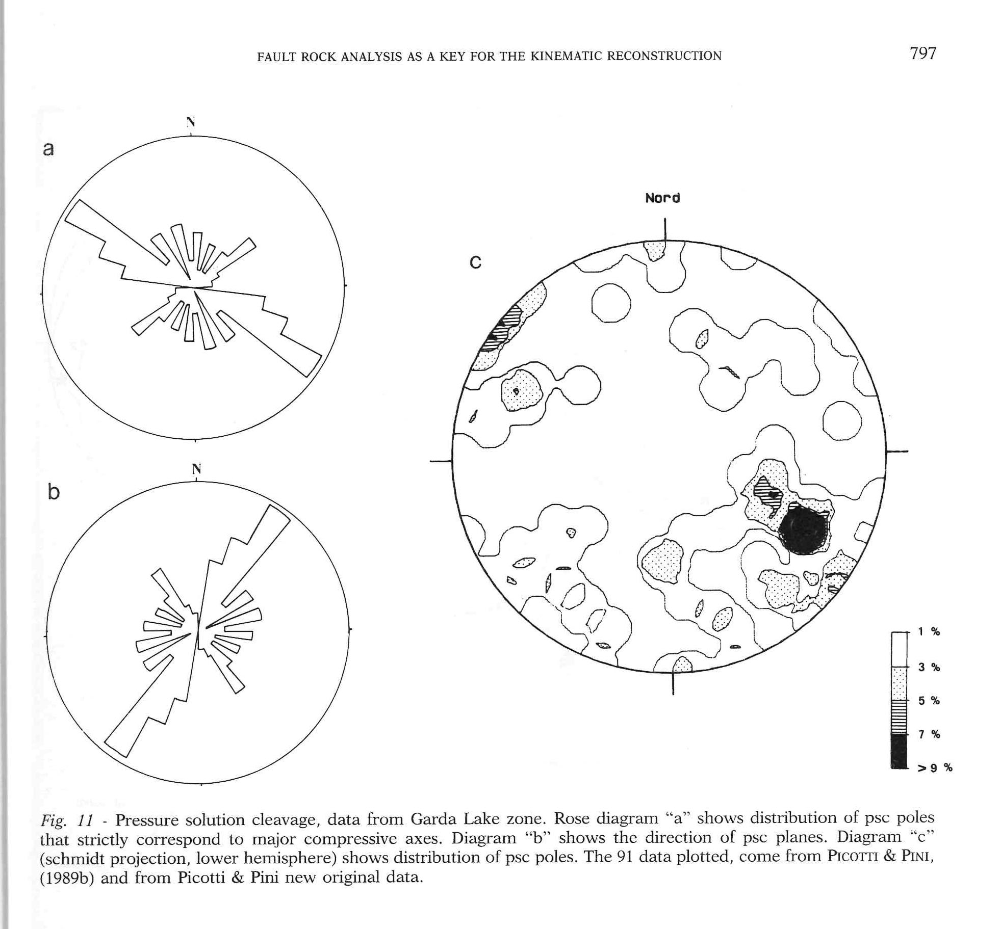 FAULT ROCK ANALYSIS AS A KEY FOR THE KINEMATIC RECONSTRUCTION
797
N
a
Nord
c
N
b
1 %
3 %
5 %
7 %
>9 %
Fig. 11 - Pressure solution cleavage, data from Garda Lake zone. Rose diagram “a” shows distribution of psc poles
that strictly correspond to major compressive axes. Diagram “b” shows the direction of psc planes. Diagram “c”
(schmidt projection, lower hemisphere) shows distribution of psc poles. The 91 data plotted, come from PICOTTI & PINI,
(1989b) and from Picotti & Pini new original data.